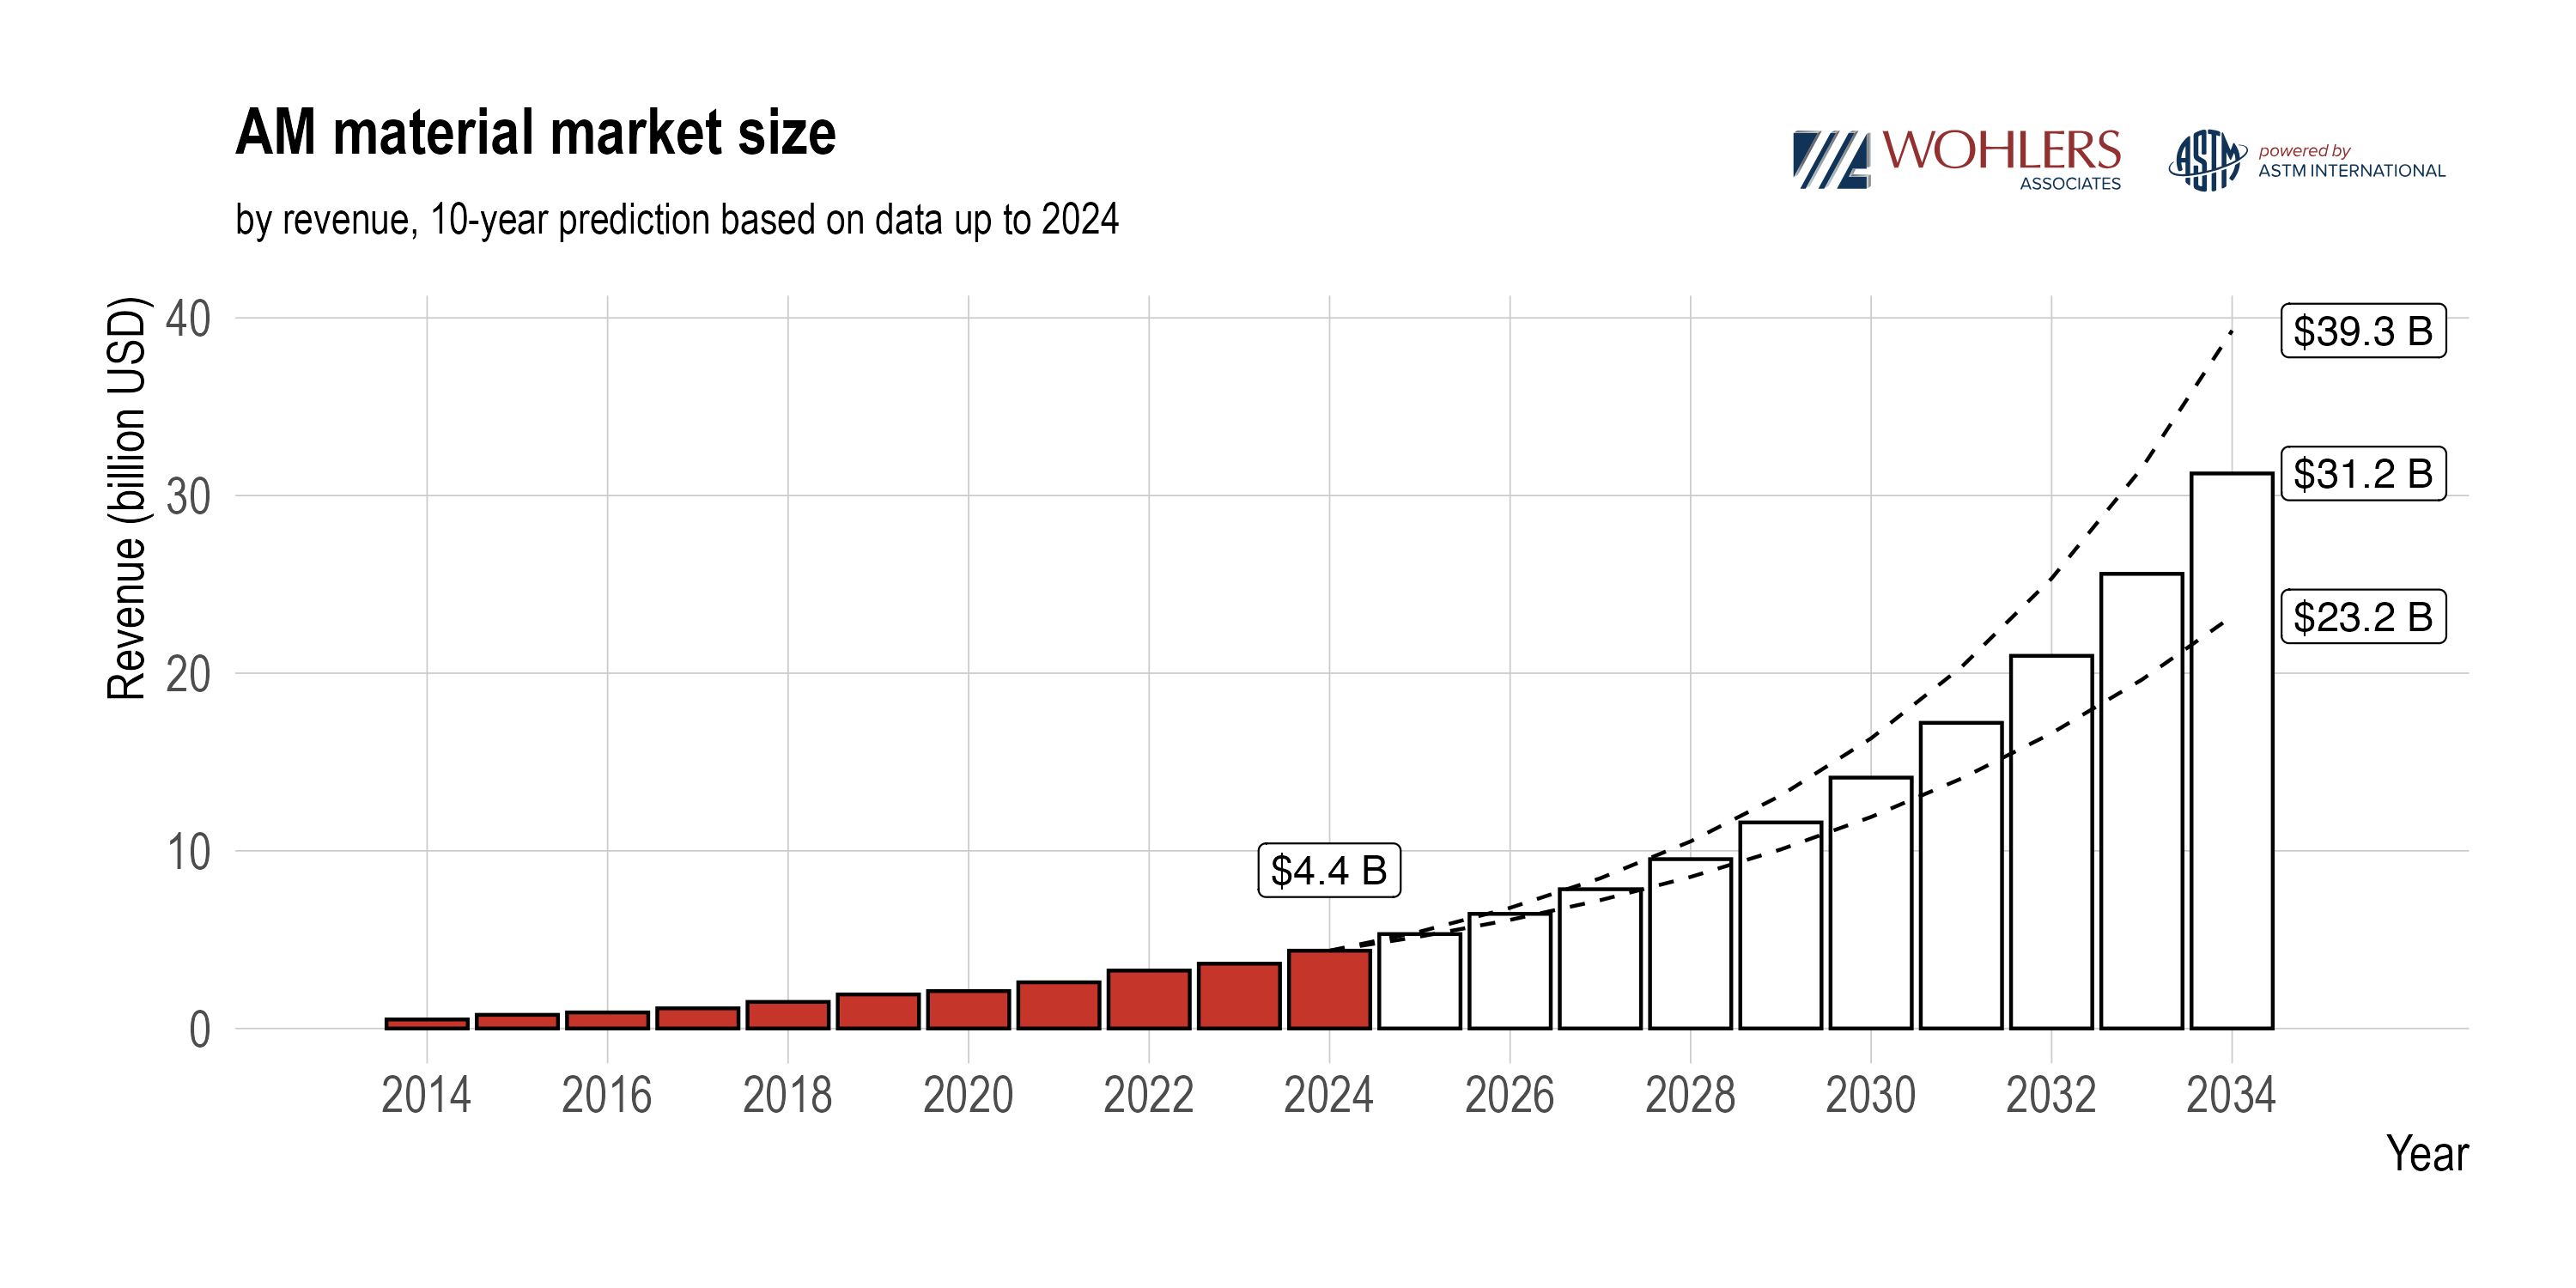 AM material market size
by revenue, 10-year prediction based on data up to 2024
WOHLERS
ASSOCIATES
ASTM
powered by
ASTM INTERNATIONAL
Revenue (billion USD)
40
30
20
10
0
$39.3 B
$31.2 B
$23.2 B
$4.4 B
2014 2016 2018 2020 2022 2024 2026 2028 2030 2032 2034
Year